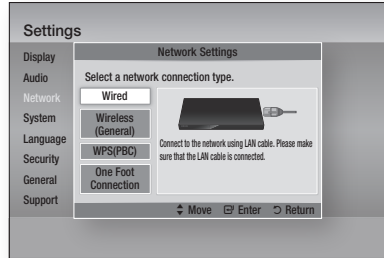 Settings
Display
Audio
Network
System
Language
Security
General
Support
Network Settings
Select a network connection type.
Wired
Wireless
(General)
WPS(PBC)
One Foot
Connection
Connect to the network using LAN cable. Please make
sure that the LAN cable is connected.
Move Enter Return